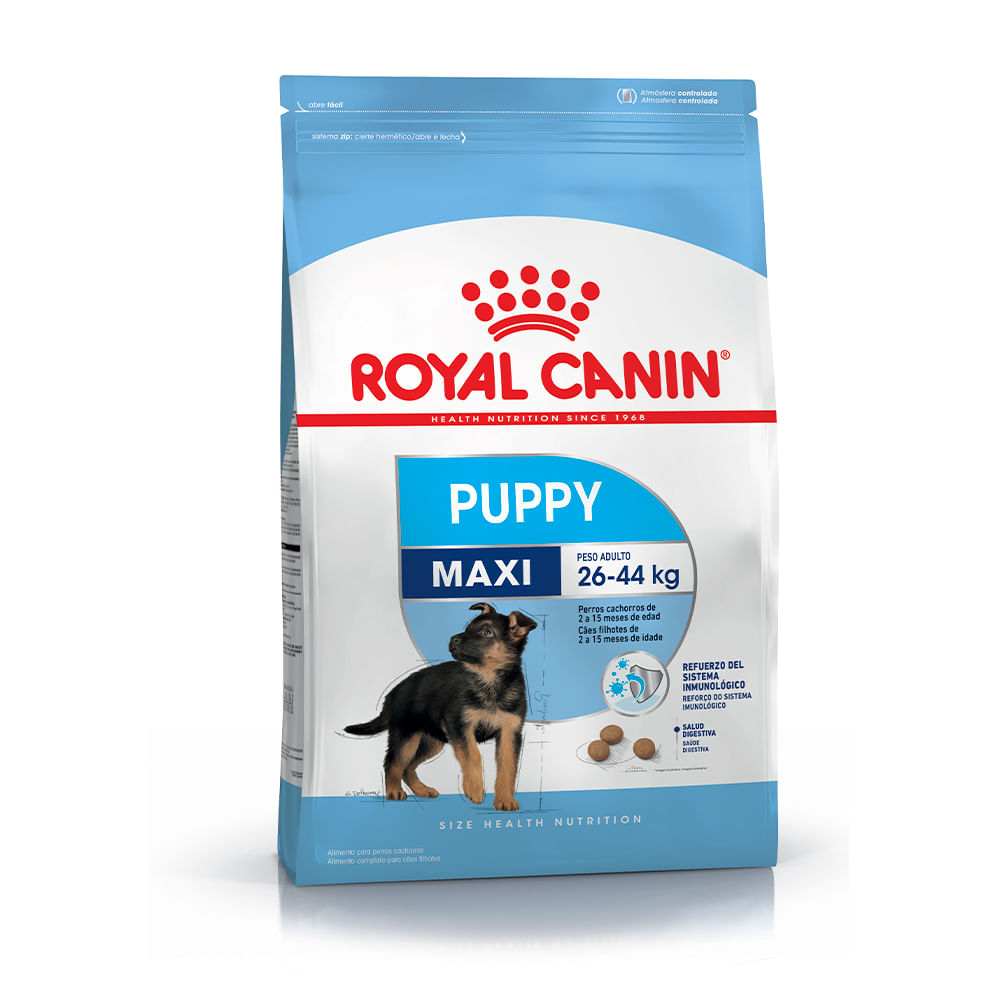 abre fácil
Atmósfera controlada
Atmosfera controlada
sistema zip: cierre hermético/abre e fecha
ROYAL CANIN®
HEALTH NUTRITION SINCE 1968
PUPPY
MAXI
PESO ADULTO
26-44 kg
Perros cachorros de
2 a 15 meses de edad
Cães filhotes de
2 a 15 meses de idade
REFUERZO DEL
SISTEMA
INMUNOLÓGICO
REFORÇO DO SISTEMA
IMUNOLÓGICO
SALUD
DIGESTIVA
SAÚDE
DIGESTIVA
SIZE HEALTH NUTRITION
Alimento para perros cachorros
Alimento completo para cães filhotes